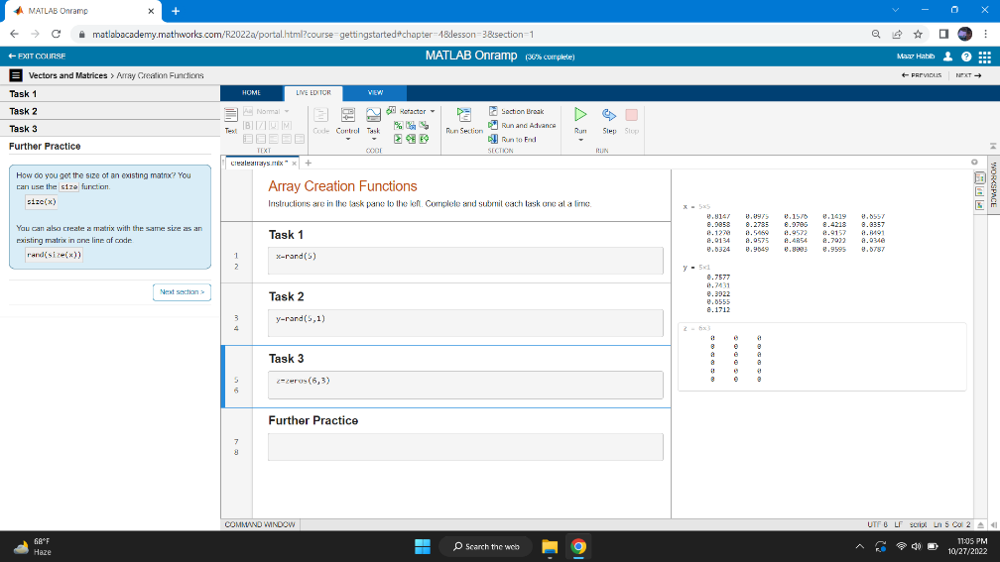 MATLAB Onramp
matlabacademy.mathworks.com/R2022a/portal.html?course=gettingstarted#chapter=4&lesson=3&section=1
EXIT COURSE
MATLAB Onramp (36% complete)
Maaz Habib
Vectors and Matrices > Array Creation Functions
PREVIOUS
NEXT
Task 1
Task 2
Task 3
Further Practice
How do you get the size of an existing matrix? You
can use the size function.
size(x)
You can also create a matrix with the same size as an
existing matrix in one line of code.
rand(size(x))
Next section >
HOME
LIVE EDITOR
VIEW
Text
Aa Normal
B I U M
TEXT
Code
Control
Task
Refactor
CODE
Run Section
Section Break
Run and Advance
Run to End
SECTION
Run
Step
Stop
RUN
createarrays.mlx *
WORKSPACE
Array Creation Functions
Instructions are in the task pane to the left. Complete and submit each task one at a time.
Task 1
1 x=rand(5)
2
Task 2
3 y=rand(5,1)
4
Task 3
5 z=zeros(6,3)
6
Further Practice
7
8
x = 5×5
0.8147 0.0975 0.1576 0.1419 0.6557
0.9058 0.2785 0.9706 0.4218 0.0357
0.1270 0.5469 0.9572 0.9157 0.8491
0.9134 0.9575 0.4854 0.7922 0.9340
0.6324 0.9649 0.8003 0.9595 0.6787
y = 5×1
0.7577
0.7431
0.3922
0.6555
0.1712
z = 6×3
0 0 0
0 0 0
0 0 0
0 0 0
0 0 0
0 0 0
COMMAND WINDOW
UTF-8 LF script Ln 5 Col 2
68°F
Haze
Search the web
11:05 PM
10/27/2022